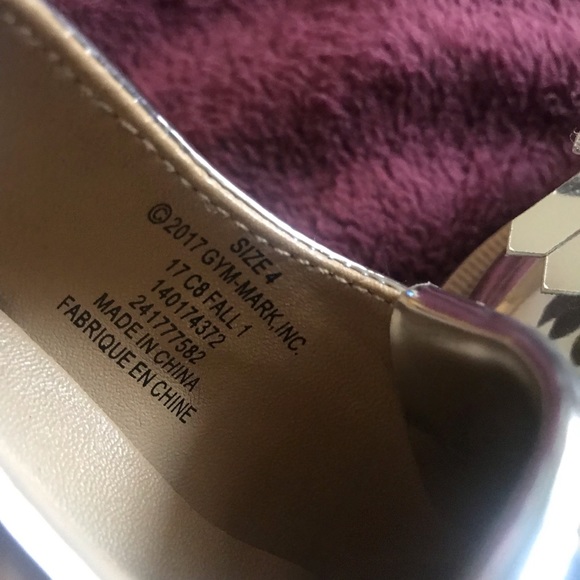 SIZE 4
©2017 GYM-MARK, INC.
17 C8 FALL 1
140174372
241777582
MADE IN CHINA
FABRIQUE EN CHINE